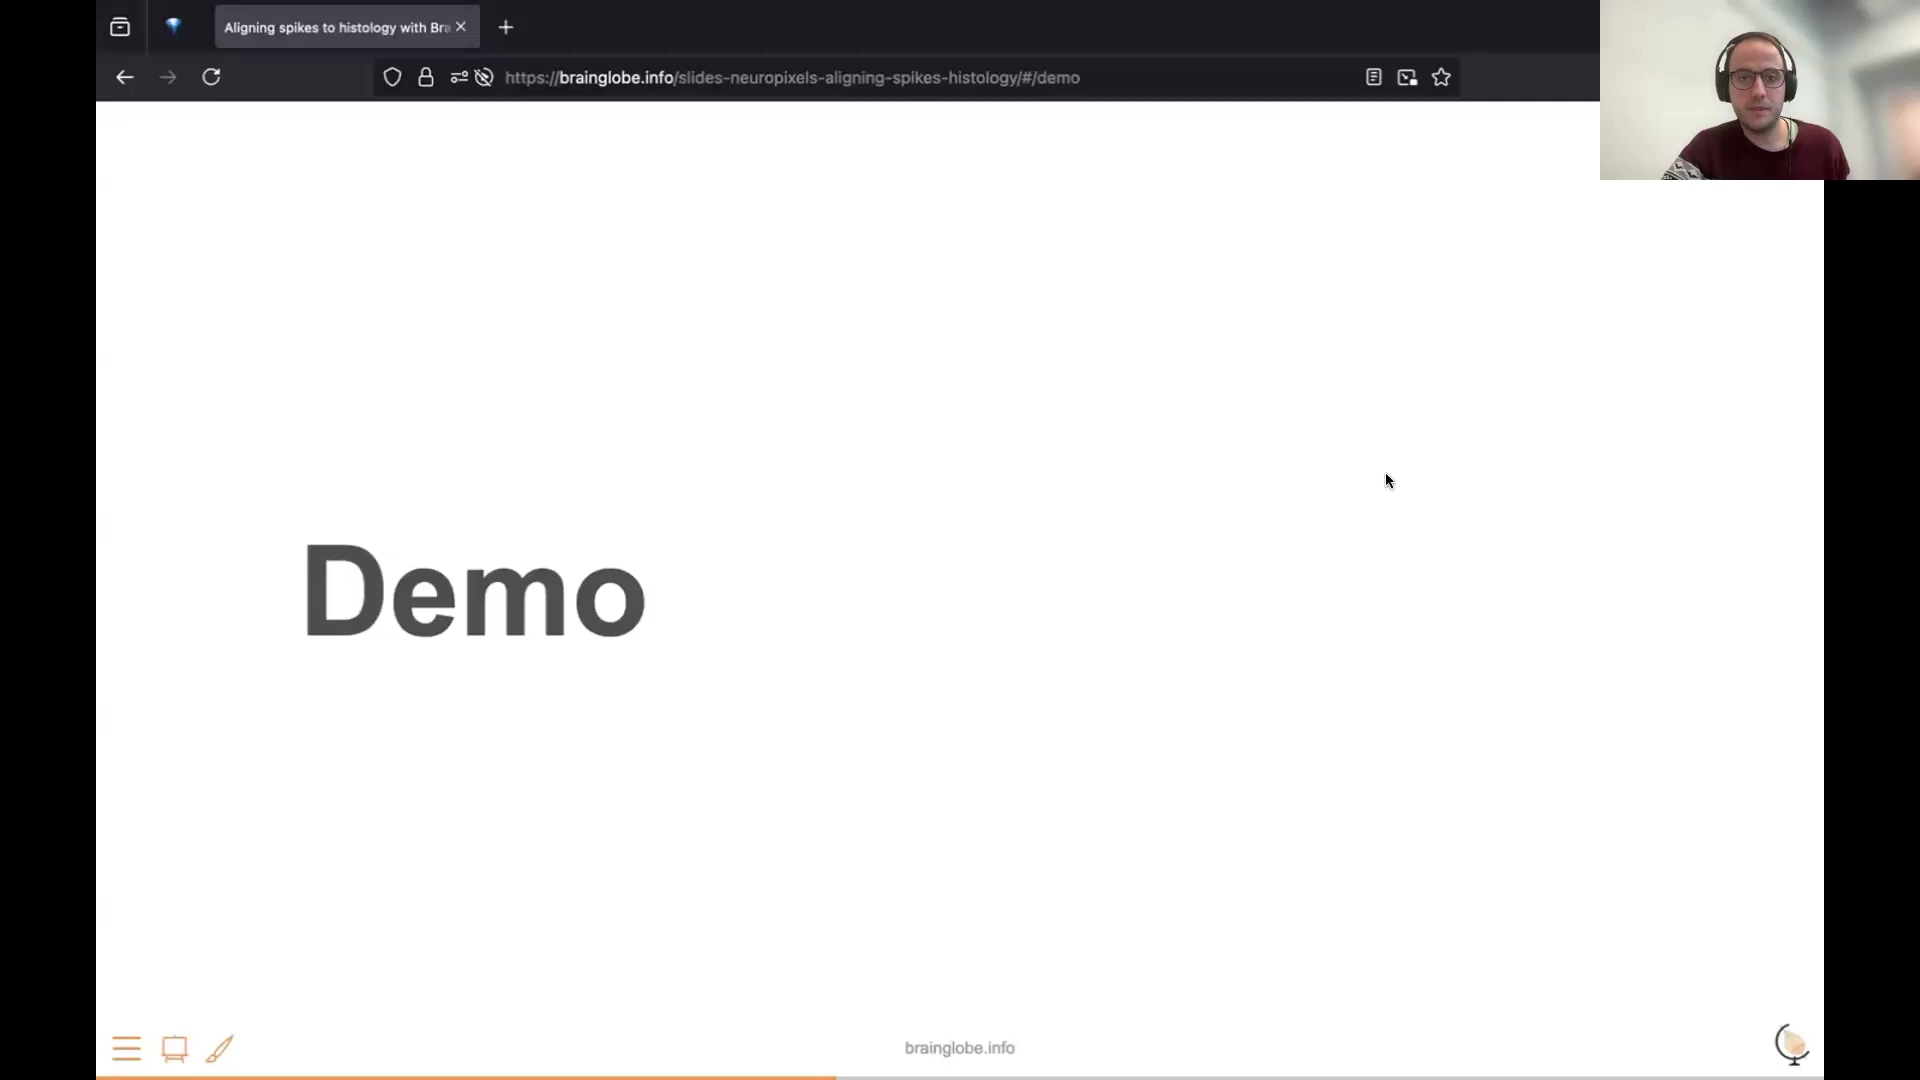 Aligning spikes to histology with Bra
https://brainglobe.info/slides-neuropixels-aligning-spikes-histology/#/demo
Demo
brainglobe.info